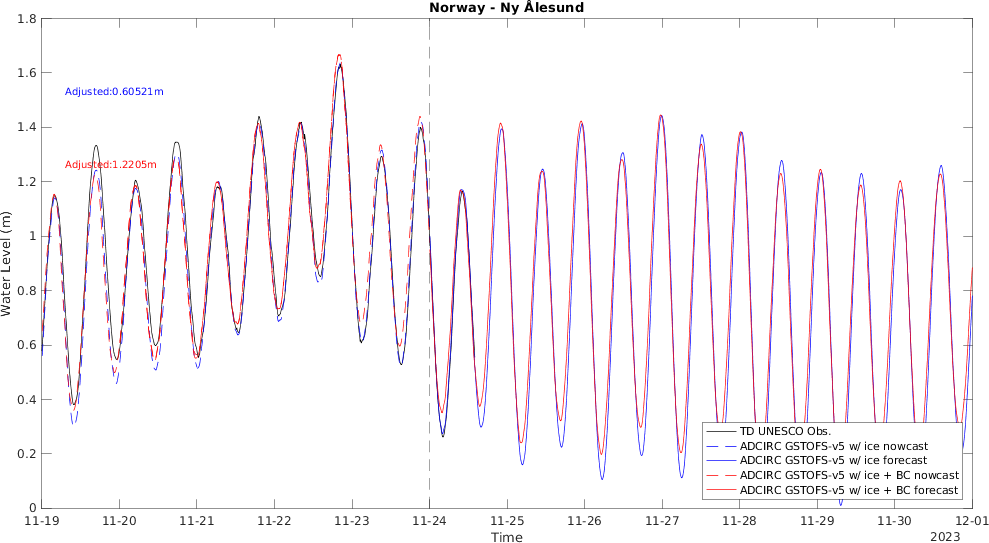 Norway - Ny Ålesund
1.8
1.6
1.4
1.2
1
0.8
0.6
0.4
0.2
0
Water Level (m)
Adjusted:0.60521m
Adjusted:1.2205m
TD UNESCO Obs.
ADCIRC GSTOFS-v5 w/ ice nowcast
ADCIRC GSTOFS-v5 w/ ice forecast
ADCIRC GSTOFS-v5 w/ ice + BC nowcast
ADCIRC GSTOFS-v5 w/ ice + BC forecast
11-19 11-20 11-21 11-22 11-23 11-24 11-25 11-26 11-27 11-28 11-29 11-30 12-01
Time
2023